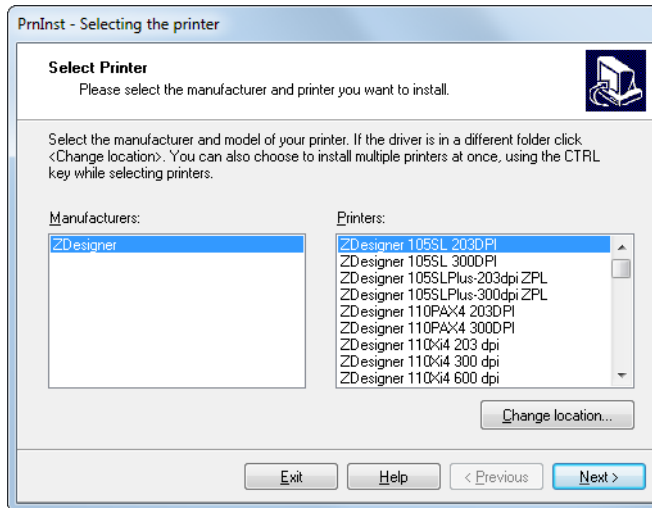 PrnInst - Selecting the printer
Select Printer
Please select the manufacturer and printer you want to install.
Select the manufacturer and model of your printer. If the driver is in a different folder click
<Change location>. You can also choose to install multiple printers at once, using the CTRL
key while selecting printers.
Manufacturers:
ZDesigner
Printers:
ZDesigner 105SL 203DPI
ZDesigner 105SL 300DPI
ZDesigner 105SLPlus-203dpi ZPL
ZDesigner 105SLPlus-300dpi ZPL
ZDesigner 110PAX4 203DPI
ZDesigner 110PAX4 300DPI
ZDesigner 110Xi4 203 dpi
ZDesigner 110Xi4 300 dpi
ZDesigner 110Xi4 600 dpi
Change location...
Exit
Help
< Previous
Next >